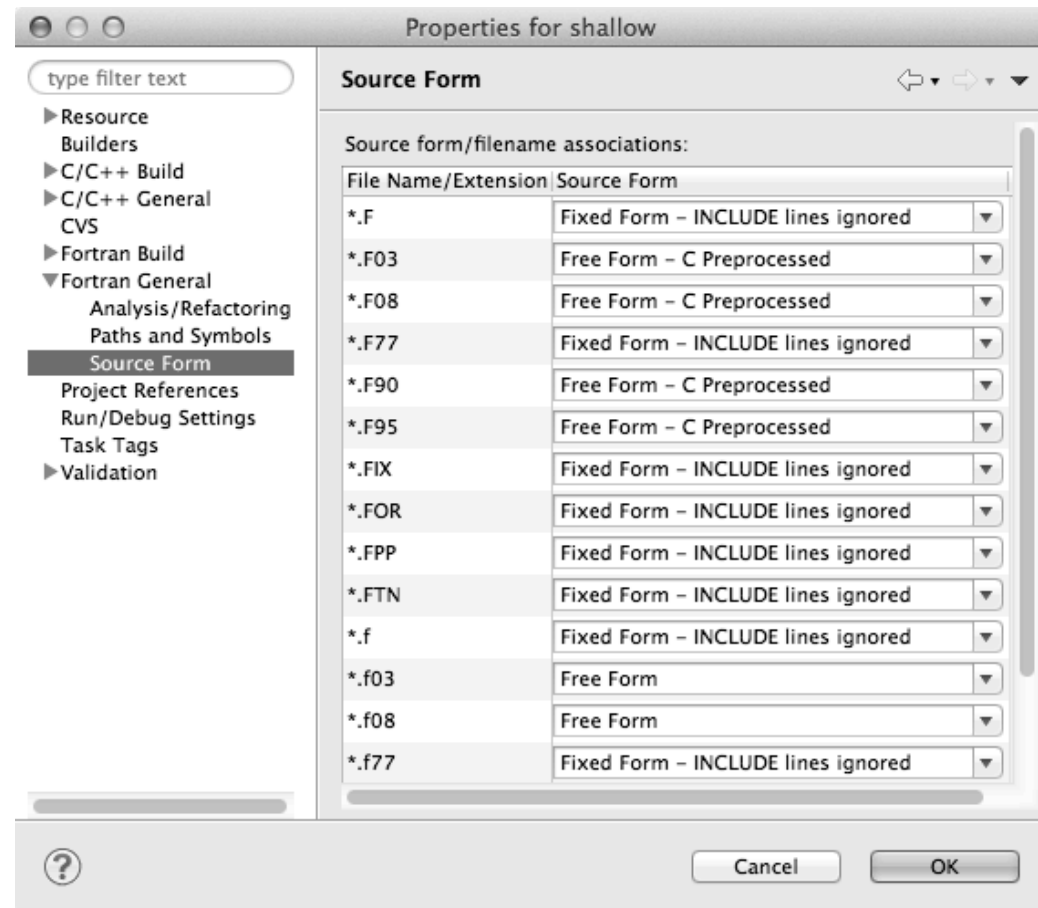 Properties for shallow
type filter text
Resource
Builders
C/C++ Build
C/C++ General
CVS
Fortran Build
Fortran General
Analysis/Refactoring
Paths and Symbols
Source Form
Project References
Run/Debug Settings
Task Tags
Validation
Source Form
Source form/filename associations:
File Name/Extension Source Form
*.F Fixed Form – INCLUDE lines ignored
*.F03 Free Form – C Preprocessed
*.F08 Free Form – C Preprocessed
*.F77 Fixed Form – INCLUDE lines ignored
*.F90 Free Form – C Preprocessed
*.F95 Free Form – C Preprocessed
*.FIX Fixed Form – INCLUDE lines ignored
*.FOR Fixed Form – INCLUDE lines ignored
*.FPP Fixed Form – INCLUDE lines ignored
*.FTN Fixed Form – INCLUDE lines ignored
*.f Fixed Form – INCLUDE lines ignored
*.f03 Free Form
*.f08 Free Form
*.f77 Fixed Form – INCLUDE lines ignored
?
Cancel OK